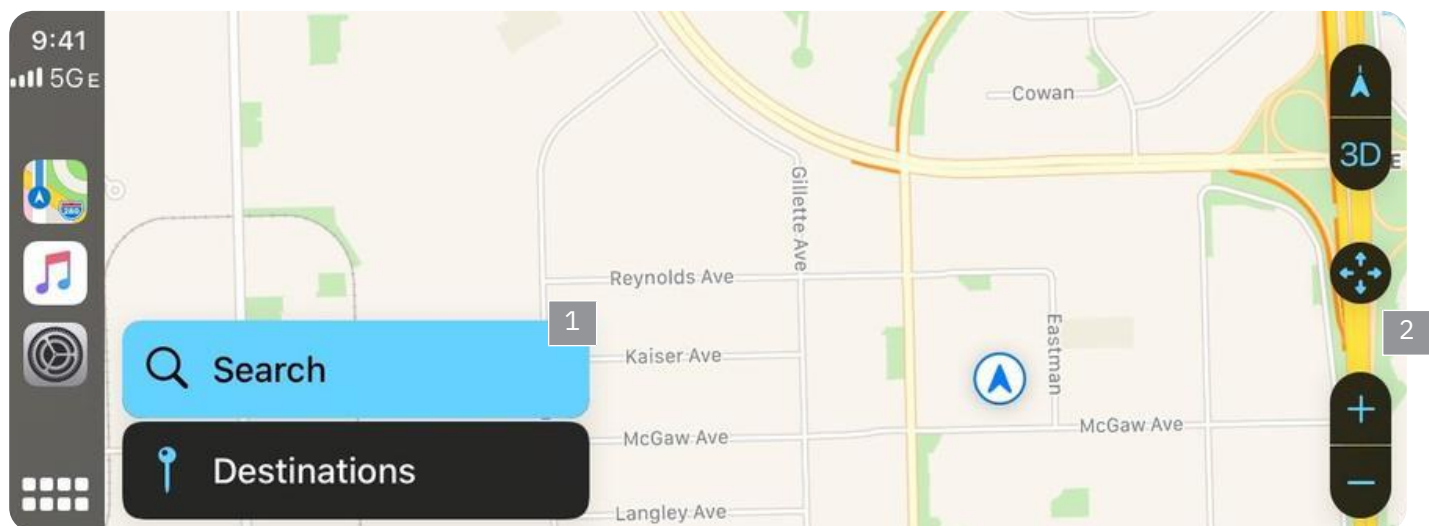 9:41
5GE
Cowan
3D
E
Gillette Ave
Reynolds Ave
1
Eastman
2
Search
Kaiser Ave
McGaw Ave
McGaw Ave
Destinations
Langley Ave